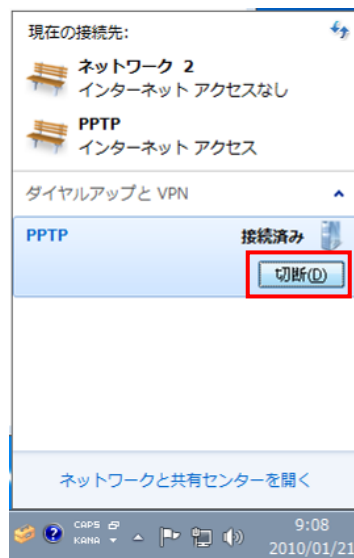 現在の接続先:
ネットワーク 2
インターネット アクセスなし
PPTP
インターネット アクセス
ダイヤルアップと VPN
PPTP 接続済み
切断(D)
ネットワークと共有センターを開く
CAPS
KANA
9:08
2010/01/21